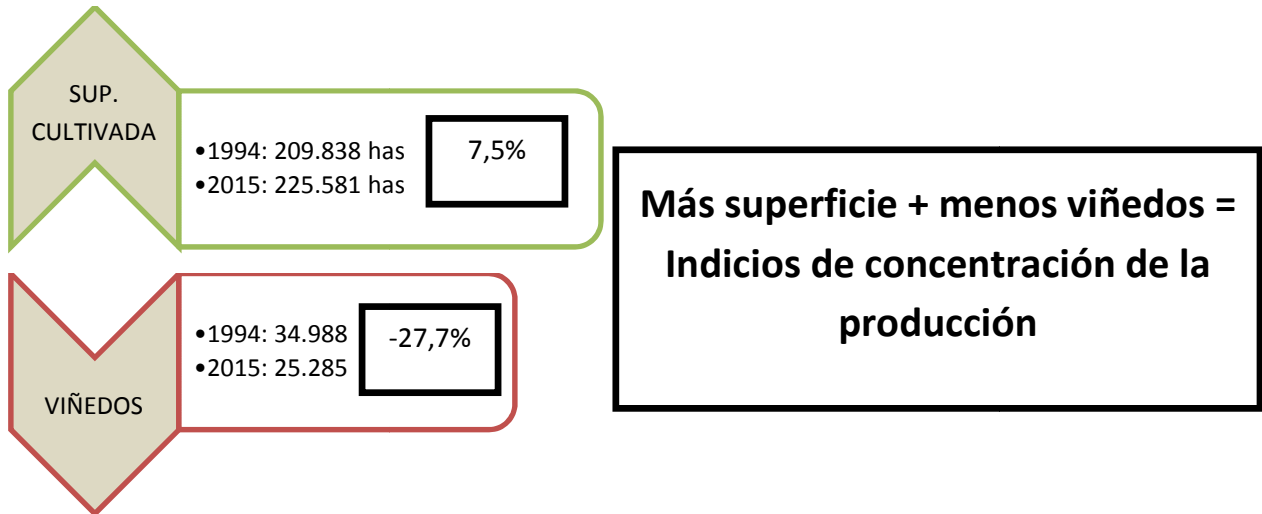 SUP.
CULTIVADA
•1994: 209.838 has
•2015: 225.581 has
7,5%
VIÑEDOS
•1994: 34.988
•2015: 25.285
-27,7%
Más superficie + menos viñedos =
Indicios de concentración de la
producción